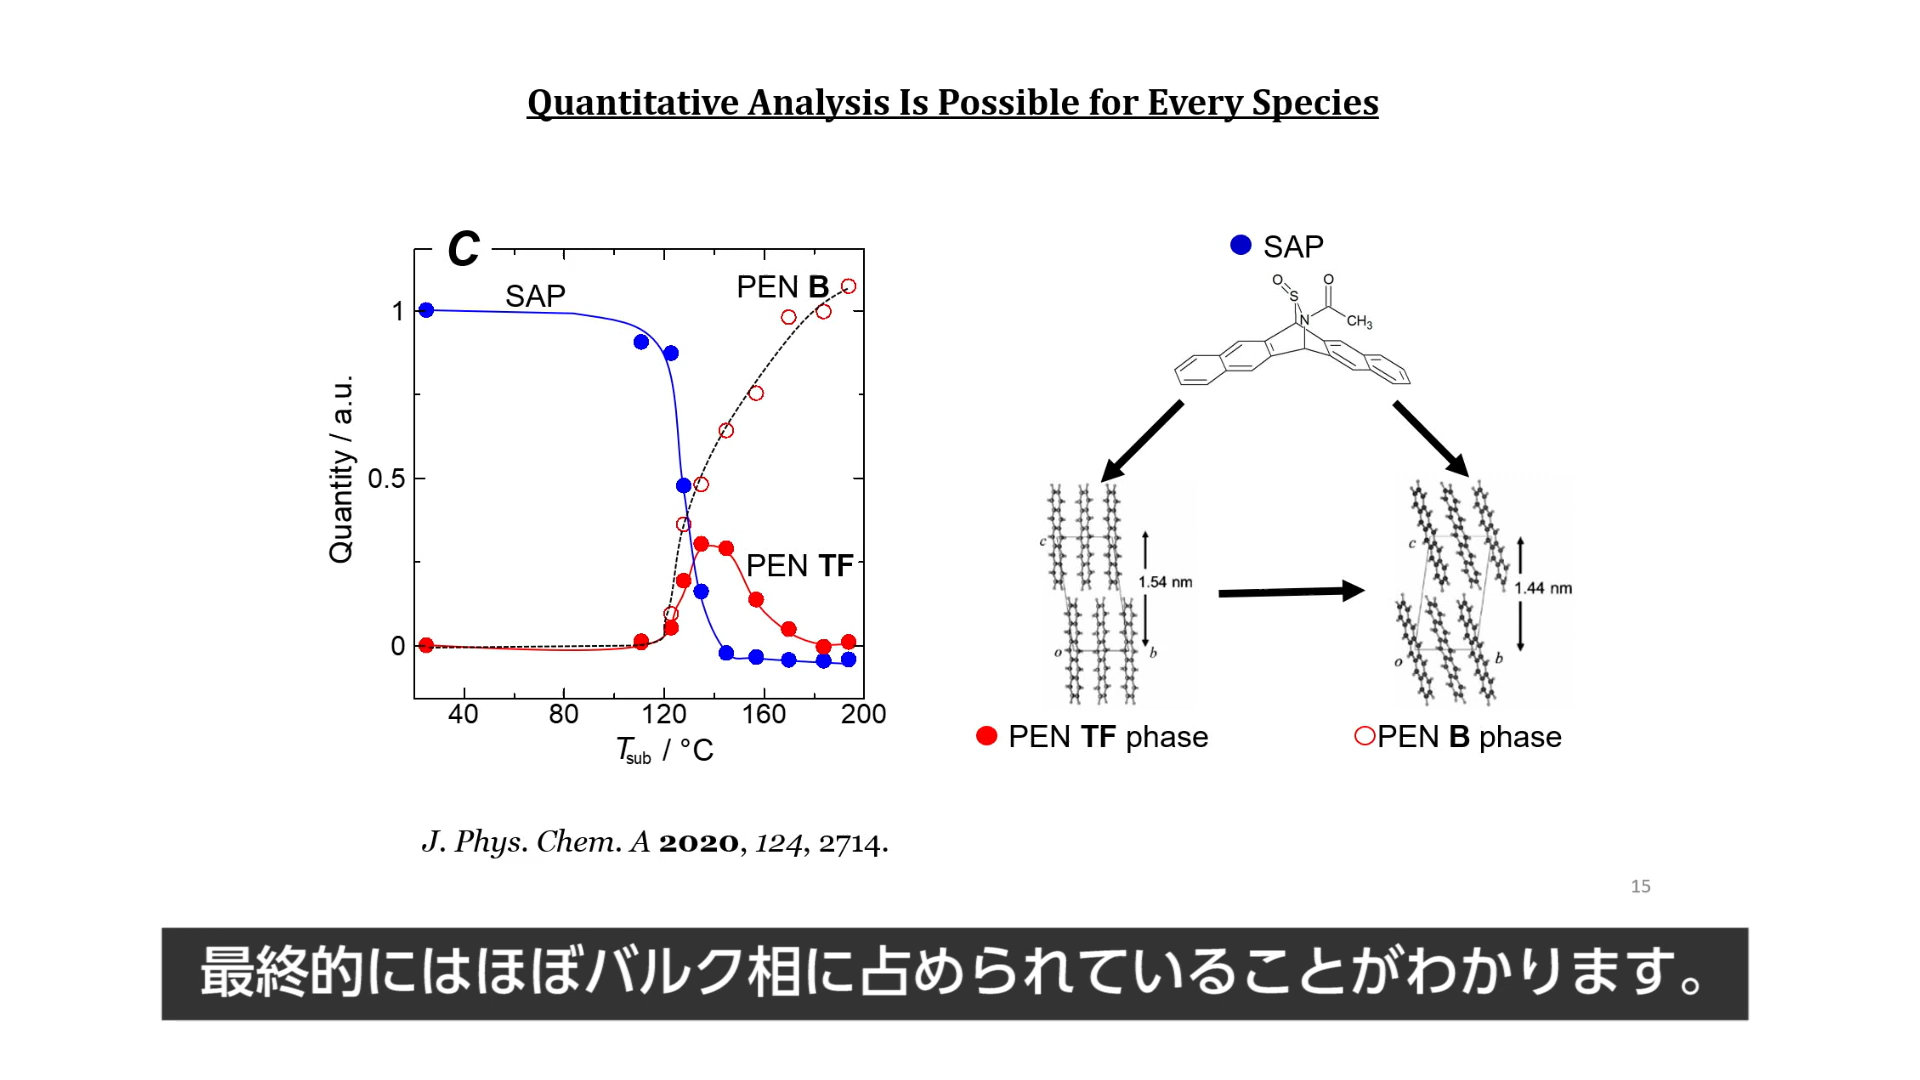 Quantitative Analysis Is Possible for Every Species
C
SAP
PEN B
PEN TF
1
0.5
0
Quantity / a.u.
40 80 120 160 200
Tsub / °C
SAP
O
O
S
N
CH3
c
1.54 nm
o
b
c
1.44 nm
o
b
PEN TF phase
PEN B phase
J. Phys. Chem. A 2020, 124, 2714.
15
最終的にはほぼバルク相に占められていることがわかります。